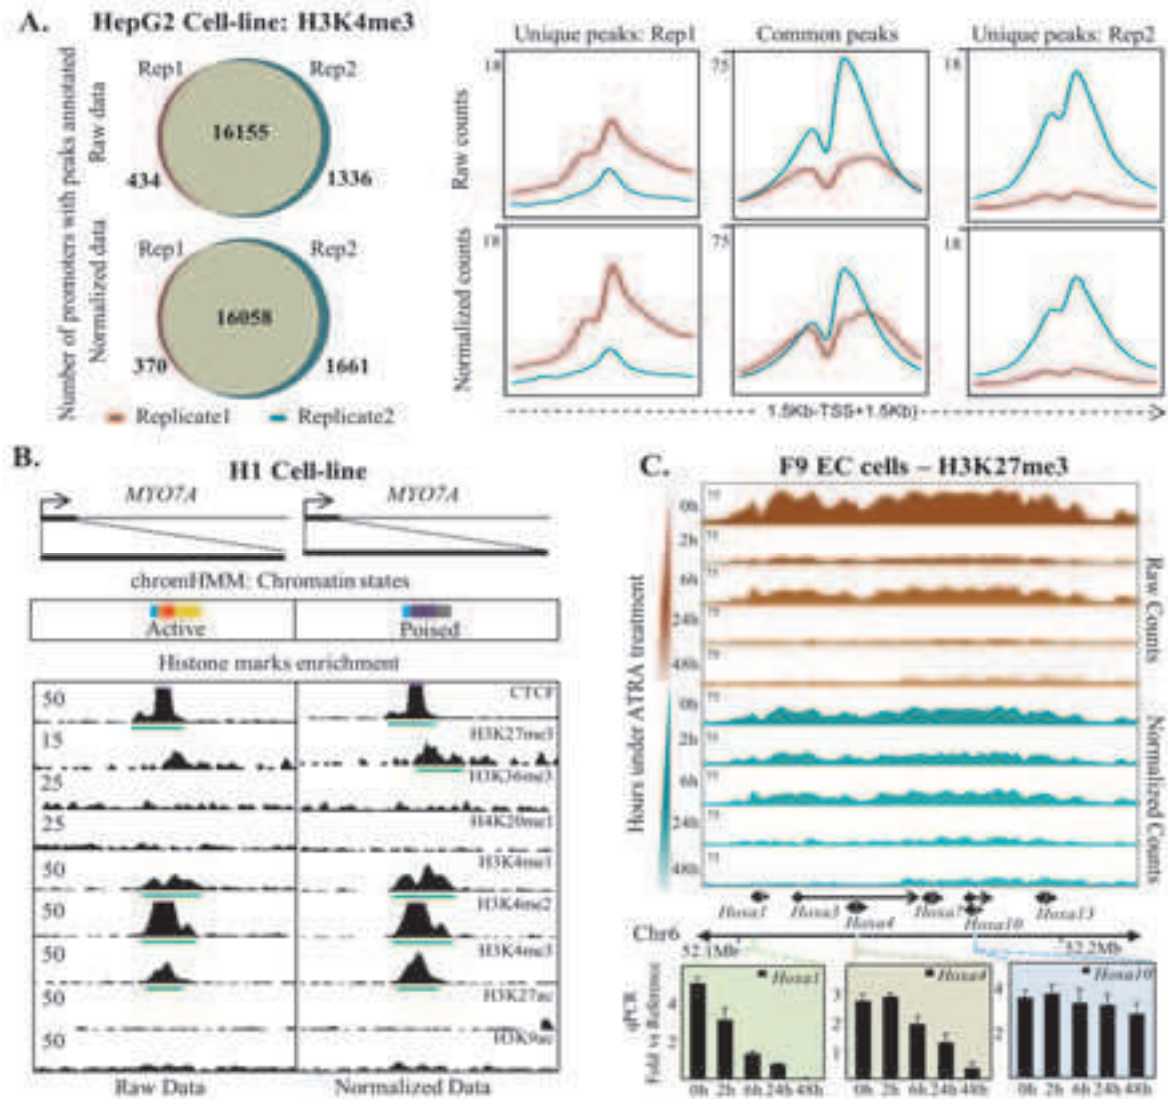 A. HepG2 Cell-line: H3K4me3
Number of promoters with peaks annotated
Raw data
Normalized data
Rep1
Rep2
16155
434
1336
Rep1
Rep2
16058
370
1661
Replicate1
Replicate2
Unique peaks: Rep1
Common peaks
Unique peaks: Rep2
Raw counts
18
75
18
Normalized counts
18
75
18
1.5Kb-TSS+1.5Kb)
B.
H1 Cell-line
MYO7A
MYO7A
chromHMM: Chromatin states
Active
Poised
Histone marks enrichment
50
CTCF
15
H3K27me3
25
H3K36me3
25
H4K20me1
50
H3K4me1
50
H3K4me2
50
H3K4me3
50
H3K27ac
50
H3K9ac
Raw Data
Normalized Data
C.
F9 EC cells – H3K27me3
Hours under ATRA treatment
0h
2h
6h
24h
48h
0h
2h
6h
24h
48h
Raw Counts
Normalized Counts
Hoxa1
Hoxa3
Hoxa4
Hoxa7
Hoxa10
Hoxa13
Chr6
52.1Mb
52.2Mb
qPCR
Fold vs Reference
Hoxa1
4
2
0h 2h 6h 24h 48h
Hoxa4
3
2
1
0h 2h 6h 24h 48h
Hoxa10
4
2
0h 2h 6h 24h 48h